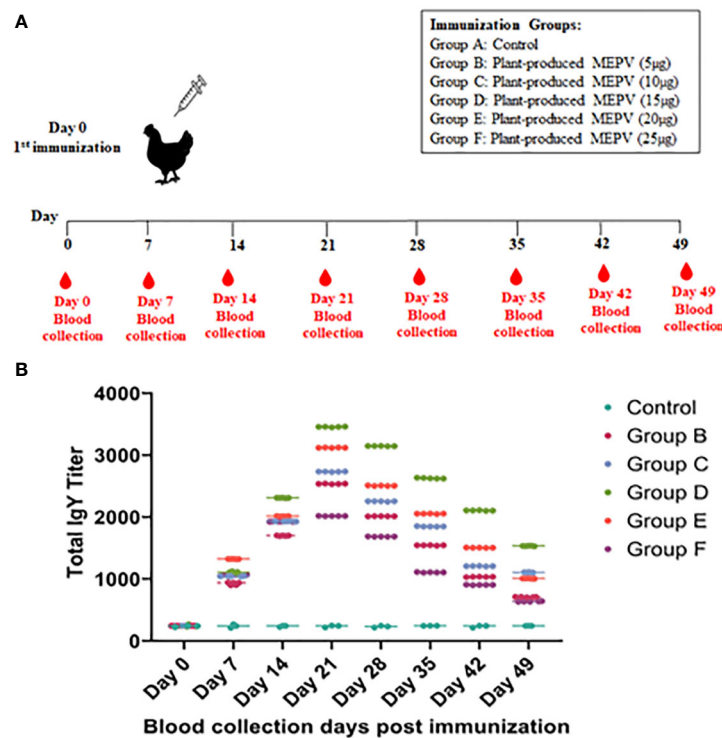 A
Immunization Groups:
Group A: Control
Group B: Plant-produced MEPV (5µg)
Group C: Plant-produced MEPV (10µg)
Group D: Plant-produced MEPV (15µg)
Group E: Plant-produced MEPV (20µg)
Group F: Plant-produced MEPV (25µg)
Day 0
1st immunization
Day
0 7 14 21 28 35 42 49
Day 0 Day 7 Day 14 Day 21 Day 28 Day 35 Day 42 Day 49
Blood Blood Blood Blood Blood Blood Blood Blood
collection collection collection collection collection collection collection collection
B
Total IgY Titer
4000
3000
2000
1000
0
Control
Group B
Group C
Group D
Group E
Group F
Day 0 Day 7 Day 14 Day 21 Day 28 Day 35 Day 42 Day 49
Blood collection days post immunization